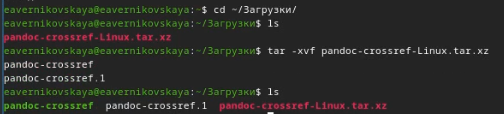 eavernikovskaya@eavernikovskaya:~$ cd ~/Загрузки/
eavernikovskaya@eavernikovskaya:~/Загрузки$ ls
pandoc-crossref-Linux.tar.xz
eavernikovskaya@eavernikovskaya:~/Загрузки$ tar -xvf pandoc-crossref-Linux.tar.xz
pandoc-crossref
pandoc-crossref.1
eavernikovskaya@eavernikovskaya:~/Загрузки$ ls
pandoc-crossref pandoc-crossref.1 pandoc-crossref-Linux.tar.xz